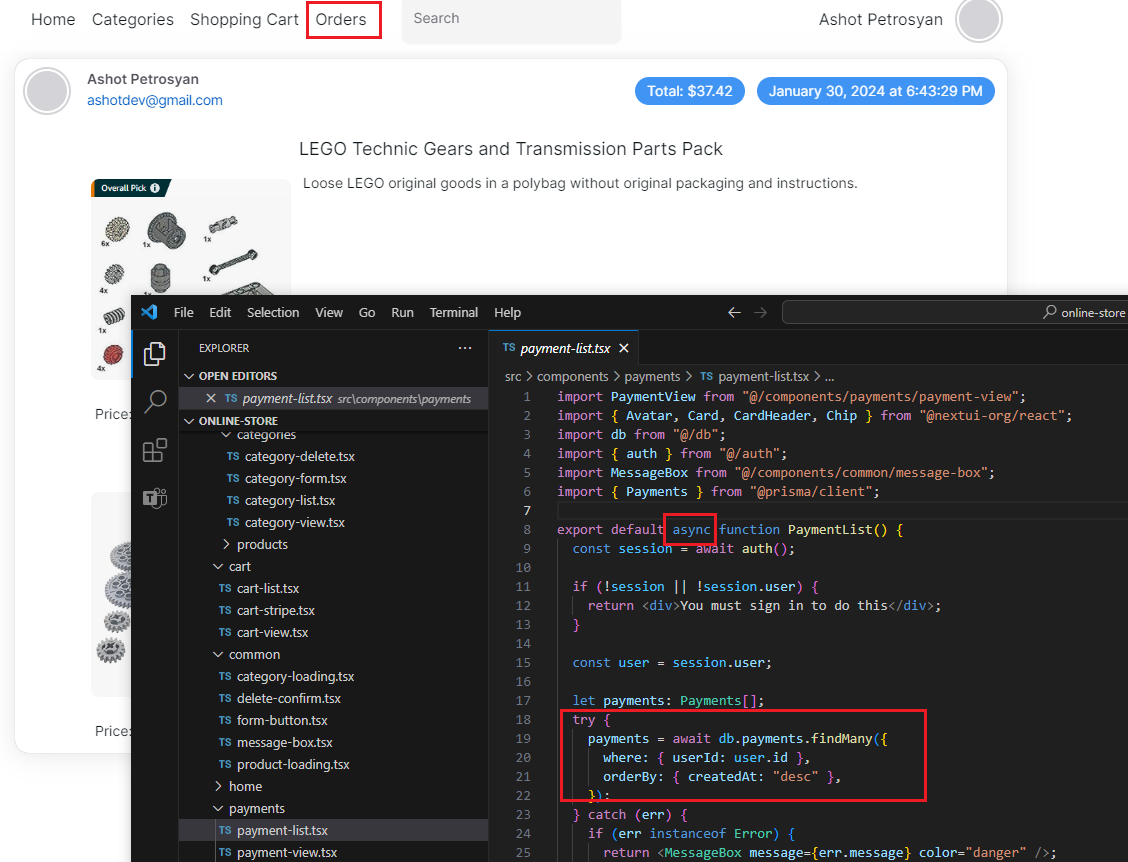 Home Categories Shopping Cart Orders Search Ashot Petrosyan
Ashot Petrosyan
ashotdev@gmail.com
Total: $37.42 January 30, 2024 at 6:43:29 PM
LEGO Technic Gears and Transmission Parts Pack
Loose LEGO original goods in a polybag without original packaging and instructions.
Overall Pick
6x 1x 1x
4x 1x 1x
1x
4x
Price:
Price:
File Edit Selection View Go Run Terminal Help online-store
EXPLORER ...
OPEN EDITORS
TS payment-list.tsx src\components\payments
ONLINE-STORE
categories
TS category-delete.tsx
TS category-form.tsx
TS category-list.tsx
TS category-view.tsx
products
cart
TS cart-list.tsx
TS cart-stripe.tsx
TS cart-view.tsx
common
TS category-loading.tsx
TS delete-confirm.tsx
TS form-button.tsx
TS message-box.tsx
TS product-loading.tsx
home
payments
TS payment-list.tsx
TS payment-view.tsx
TS payment-list.tsx
src > components > payments > TS payment-list.tsx > ...
1 import PaymentView from "@/components/payments/payment-view";
2 import { Avatar, Card, CardHeader, Chip } from "@nextui-org/react";
3 import db from "@/db";
4 import { auth } from "@/auth";
5 import MessageBox from "@/components/common/message-box";
6 import { Payments } from "@prisma/client";
7
8 export default async function PaymentList() {
9 const session = await auth();
10
11 if (!session || !session.user) {
12 return <div>You must sign in to do this</div>;
13 }
14
15 const user = session.user;
16
17 let payments: Payments[];
18 try {
19 payments = await db.payments.findMany({
20 where: { userId: user.id },
21 orderBy: { createdAt: "desc" },
22 });
23 } catch (err) {
24 if (err instanceof Error) {
25 return <MessageBox message={err.message} color="danger" />;